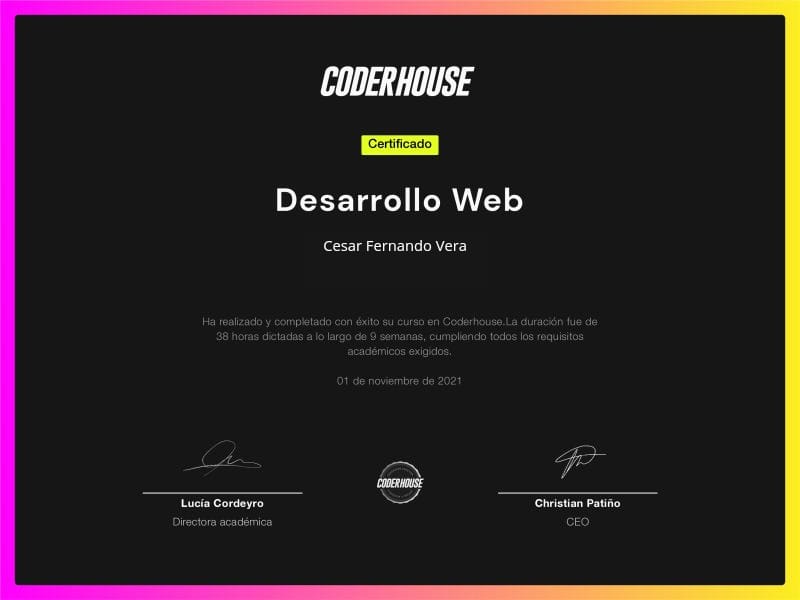 CODERHOUSE
Certificado
Desarrollo Web
Cesar Fernando Vera
Ha realizado y completado con éxito su curso en Coderhouse.La duración fue de
38 horas dictadas a lo largo de 9 semanas, cumpliendo todos los requisitos
académicos exigidos.
01 de noviembre de 2021
CODERHOUSE
Lucía Cordeyro
Christian Patiño
Directora académica
CEO